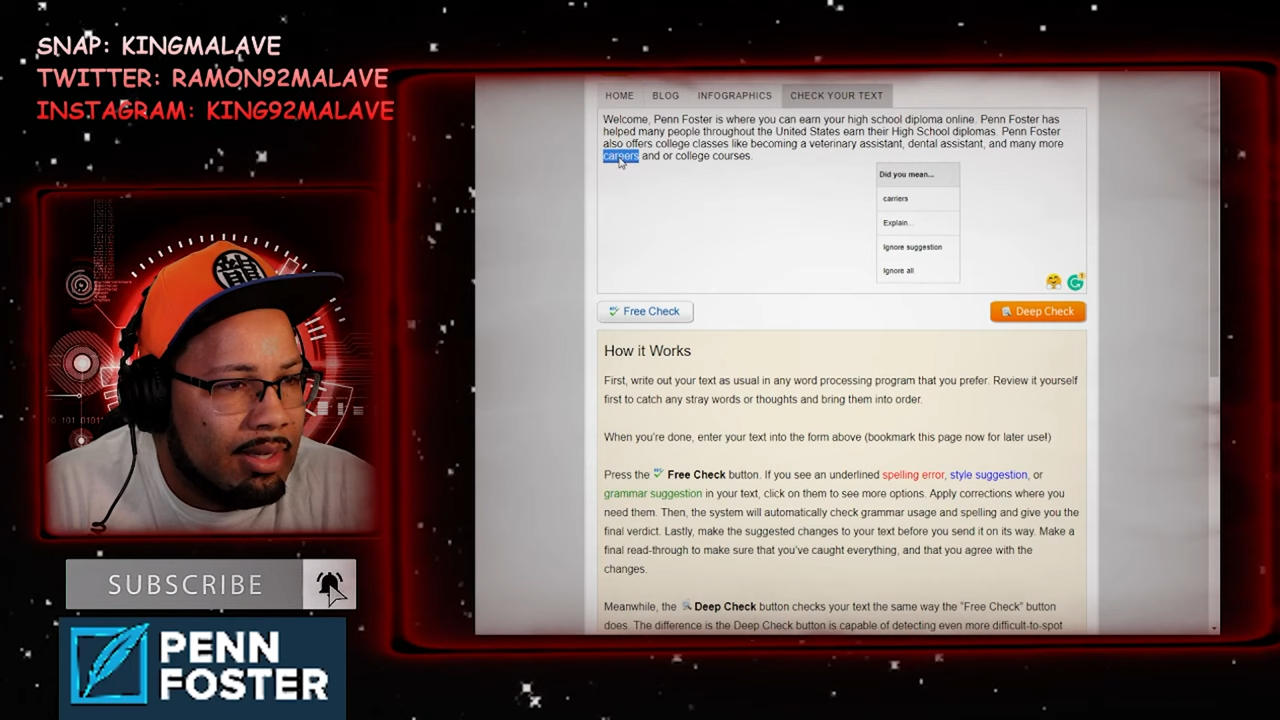 SNAP: KINGMALAVE
TWITTER: RAMON92MALAVE
INSTAGRAM: KING92MALAVE
HOME BLOG INFOGRAPHICS CHECK YOUR TEXT
Welcome, Penn Foster is where you can earn your high school diploma online. Penn Foster has
helped many people throughout the United States earn their High School diplomas. Penn Foster
also offers college classes like becoming a veterinary assistant, dental assistant, and many more
careers and or college courses.
Did you mean...
carriers
Explain...
Ignore suggestion
Ignore all
Free Check
Deep Check
How it Works
First, write out your text as usual in any word processing program that you prefer. Review it yourself
first to catch any stray words or thoughts and bring them into order.
When you're done, enter your text into the form above (bookmark this page now for later use!)
Press the Free Check button. If you see an underlined spelling error, style suggestion, or
grammar suggestion in your text, click on them to see more options. Apply corrections where you
need them. Then, the system will automatically check grammar usage and spelling and give you the
final verdict. Lastly, make the suggested changes to your text before you send it on its way. Make a
final read-through to make sure that you've caught everything, and that you agree with the
changes.
Meanwhile, the Deep Check button checks your text the same way the "Free Check" button
does. The difference is the Deep Check button is capable of detecting even more difficult-to-spot
SUBSCRIBE
PENN
FOSTER